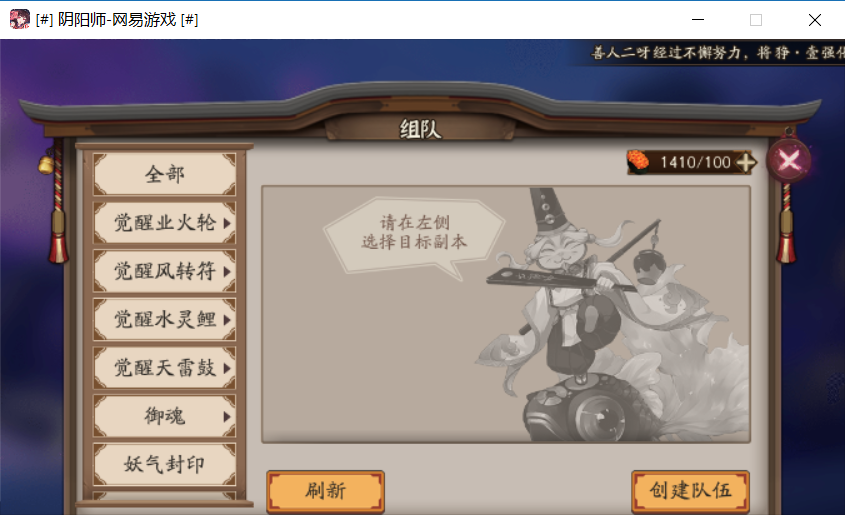 [#] 阴阳师-网易游戏 [#]
善人二呀经过不懈努力，将狰·壹强化
组队
1410/100
全部
觉醒业火轮
觉醒风转符
觉醒水灵鲤
觉醒天雷鼓
御魂
妖气封印
请在左侧
选择目标副本
刷新
创建队伍